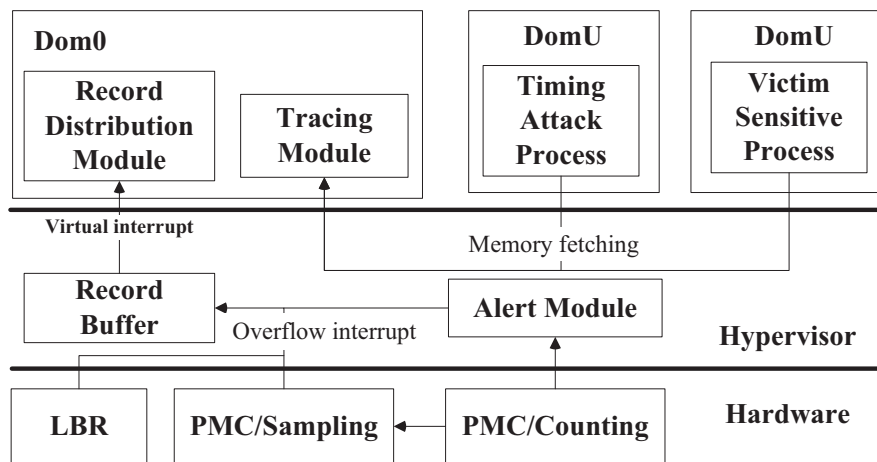 Dom0
Record
Distribution
Module
Tracing
Module
DomU
Timing
Attack
Process
DomU
Victim
Sensitive
Process
Virtual interrupt
Memory fetching
Record
Buffer
Overflow interrupt
Alert Module
Hypervisor
LBR
PMC/Sampling
PMC/Counting
Hardware